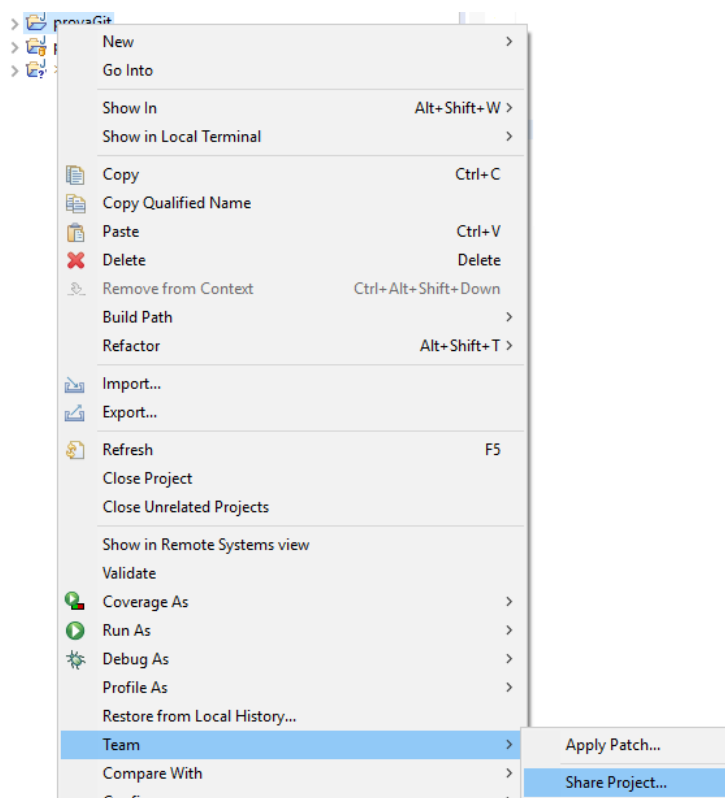 provaGit
New
Go Into
Show In Alt+Shift+W
Show in Local Terminal
Copy Ctrl+C
Copy Qualified Name
Paste Ctrl+V
Delete Delete
Remove from Context Ctrl+Alt+Shift+Down
Build Path
Refactor Alt+Shift+T
Import...
Export...
Refresh F5
Close Project
Close Unrelated Projects
Show in Remote Systems view
Validate
Coverage As
Run As
Debug As
Profile As
Restore from Local History...
Team
Apply Patch...
Compare With
Share Project...